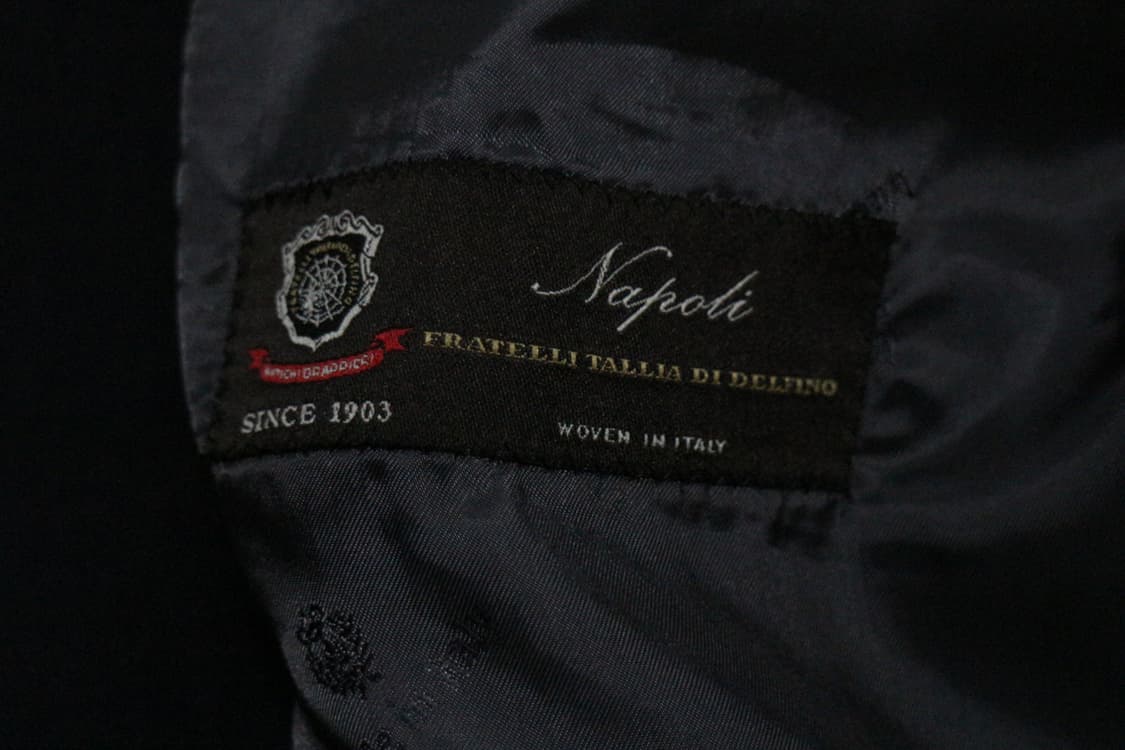 Napoli
FRATELLI TALLIA DI DELFINO
SINCE 1903
WOVEN IN ITALY